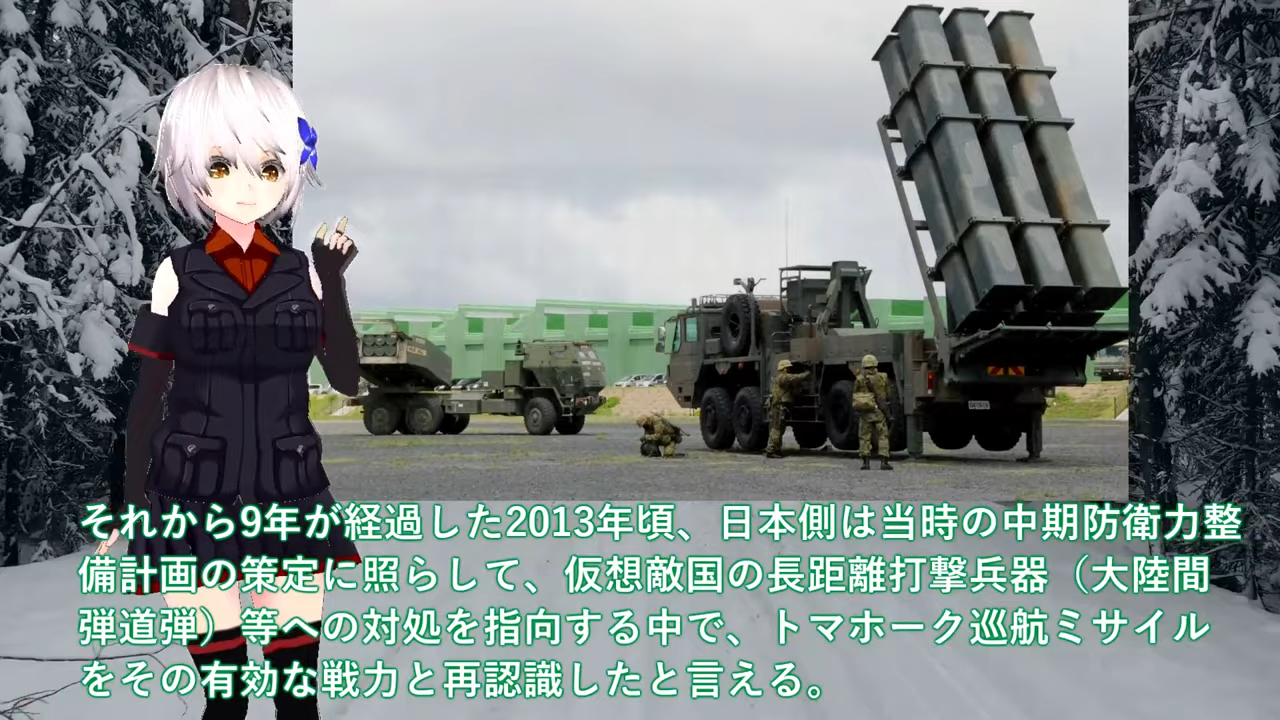 それから9年が経過した2013年頃、日本側は当時の中期防衛力整
備計画の策定に照らして、仮想敵国の長距離打撃兵器（大陸間
弾道弾）等への対処を指向する中で、トマホーク巡航ミサイル
をその有効な戦力と再認識したと言える。